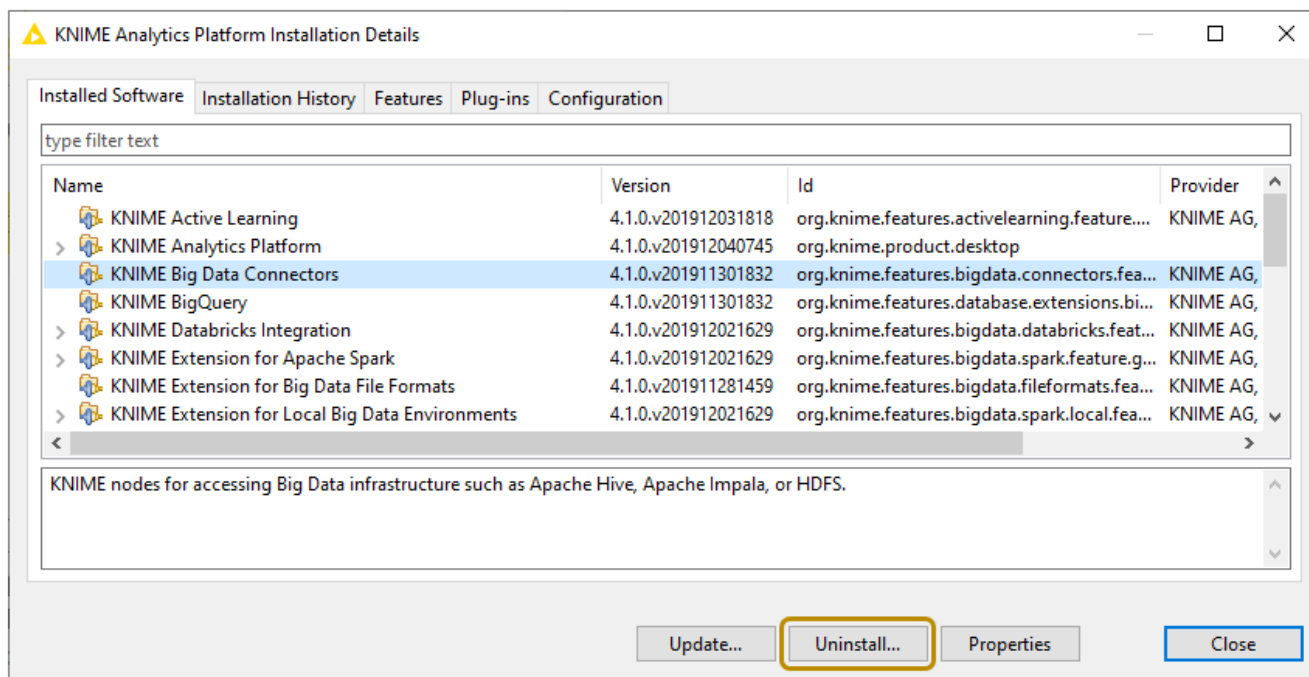 KNIME Analytics Platform Installation Details
Installed Software Installation History Features Plug-ins Configuration
type filter text
Name Version Id Provider
KNIME Active Learning 4.1.0.v201912031818 org.knime.features.activelearning.feature.... KNIME AG,
KNIME Analytics Platform 4.1.0.v201912040745 org.knime.product.desktop
KNIME Big Data Connectors 4.1.0.v201911301832 org.knime.features.bigdata.connectors.fea... KNIME AG,
KNIME BigQuery 4.1.0.v201911301832 org.knime.features.database.extensions.bi... KNIME AG,
KNIME Databricks Integration 4.1.0.v201912021629 org.knime.features.bigdata.databricks.feat... KNIME AG,
KNIME Extension for Apache Spark 4.1.0.v201912021629 org.knime.features.bigdata.spark.feature.g... KNIME AG,
KNIME Extension for Big Data File Formats 4.1.0.v201911281459 org.knime.features.bigdata.fileformats.fea... KNIME AG,
KNIME Extension for Local Big Data Environments 4.1.0.v201912021629 org.knime.features.bigdata.spark.local.fea... KNIME AG,
KNIME nodes for accessing Big Data infrastructure such as Apache Hive, Apache Impala, or HDFS.
Update... Uninstall... Properties Close